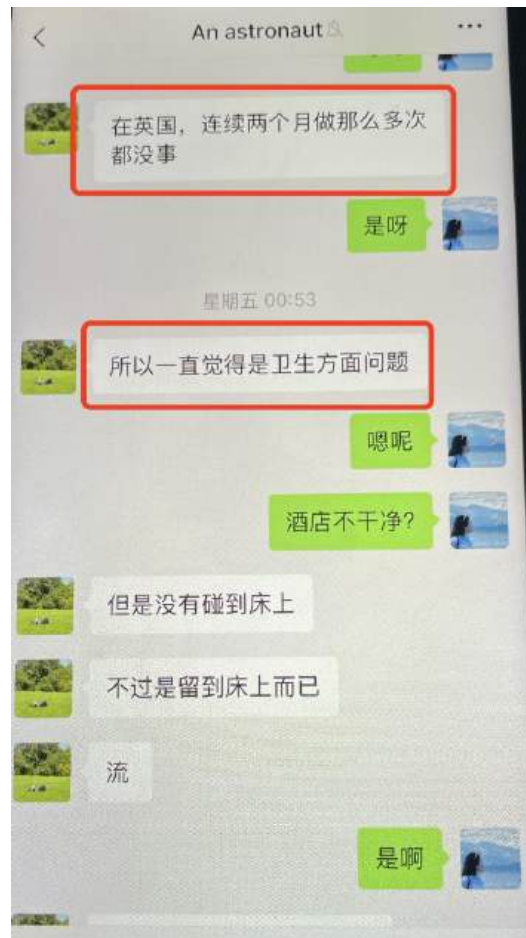 An astronaut
在英国，连续两个月做那么多次
都没事
是呀
星期五 00:53
所以一直觉得是卫生方面问题
嗯呢
酒店不干净?
但是没有碰到床上
不过是留到床上而已
流
是啊